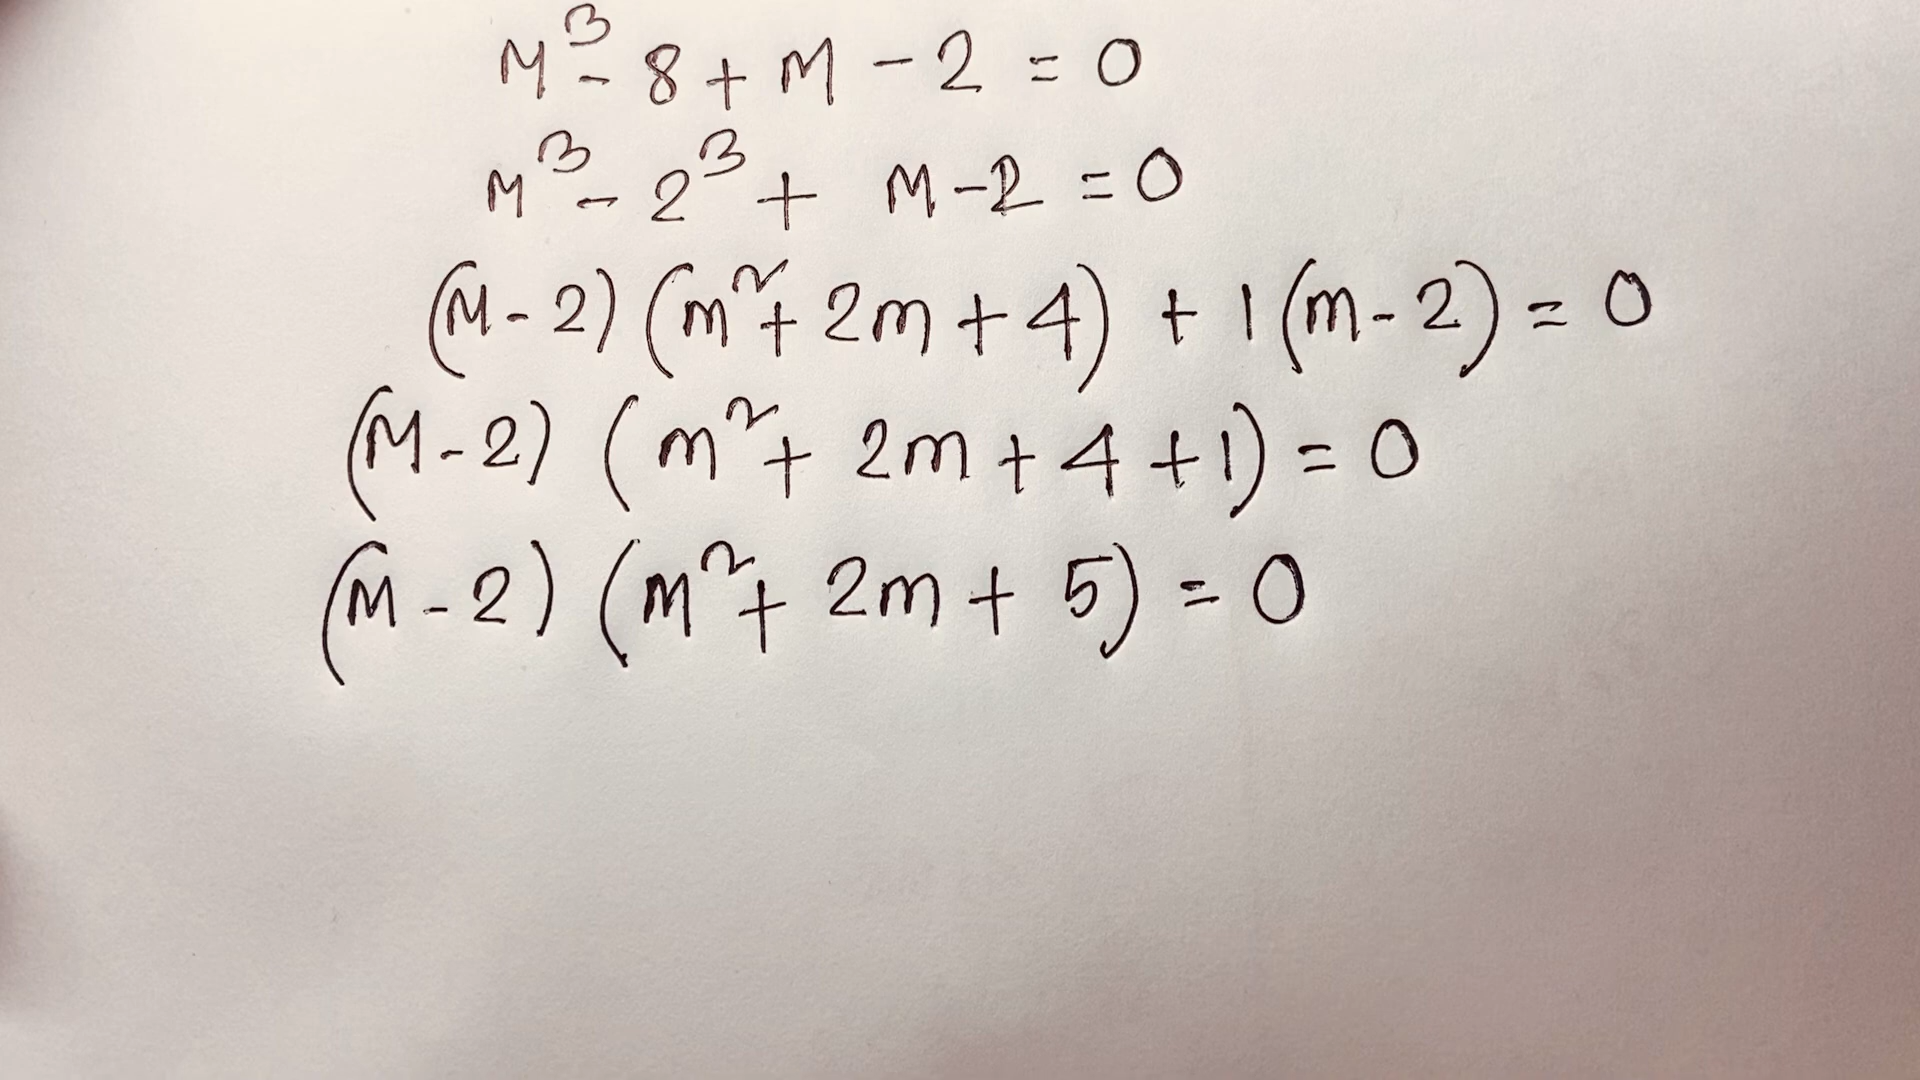 M³ - 8 + M - 2 = 0
M³ - 2³ + M - 2 = 0
(M - 2) (m² + 2m + 4) + 1 (m - 2) = 0
(M - 2) (m² + 2m + 4 + 1) = 0
(M - 2) (m² + 2m + 5) = 0